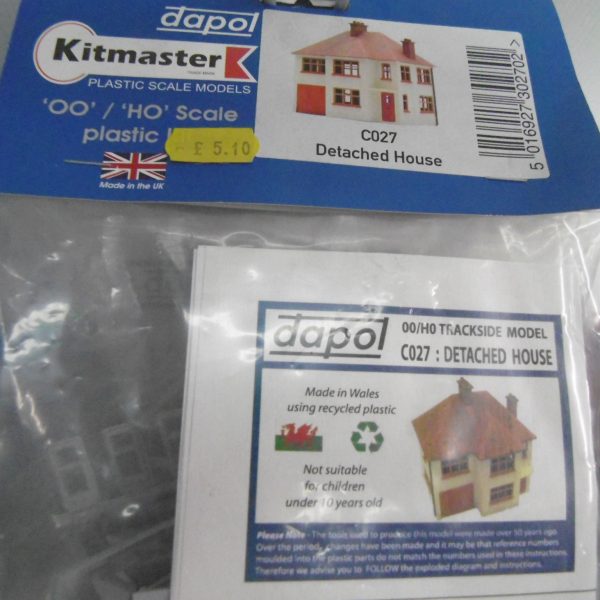 dapol
Kitmaster
PLASTIC SCALE MODELS
'OO' / 'HO' Scale
plastic
£ 5.10
Made in the UK
C027
Detached House
5 016927 302702 >
dapol
00/H0 TRACKSIDE MODEL
C027 : DETACHED HOUSE
Made in Wales
using recycled plastic
Not suitable
for children
under 10 years old
Please Note - The tools used to produce this model were made over 50 years ago.
Over the period, changes have been made and it may be that reference numbers
moulded into the plastic parts do not match the numbers used in these instructions.
Therefore we advise you to FOLLOW the exploded diagram and instructions.